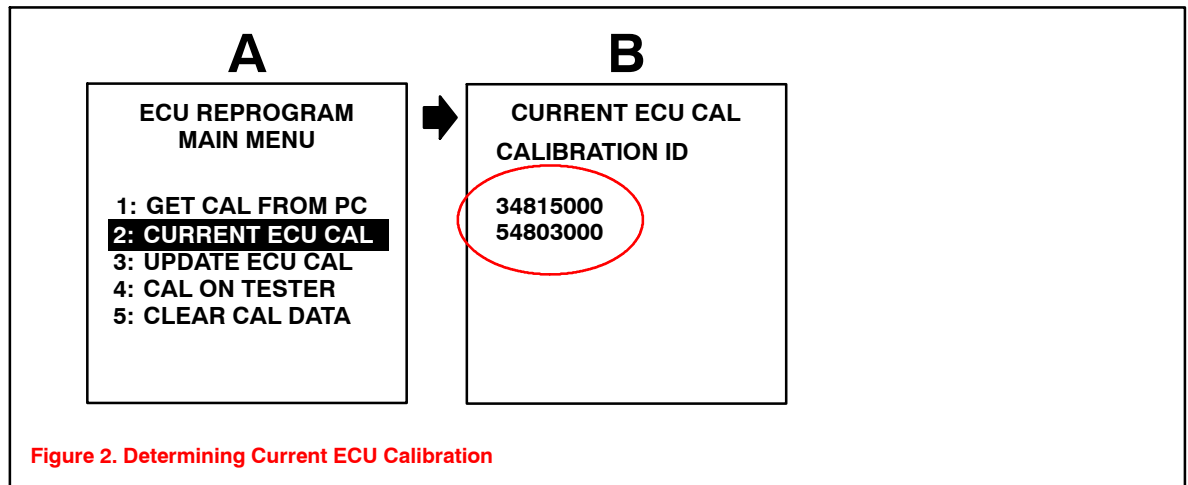 A
B
ECU REPROGRAM
MAIN MENU
1: GET CAL FROM PC
2: CURRENT ECU CAL
3: UPDATE ECU CAL
4: CAL ON TESTER
5: CLEAR CAL DATA
CURRENT ECU CAL
CALIBRATION ID
34815000
54803000
Figure 2. Determining Current ECU Calibration